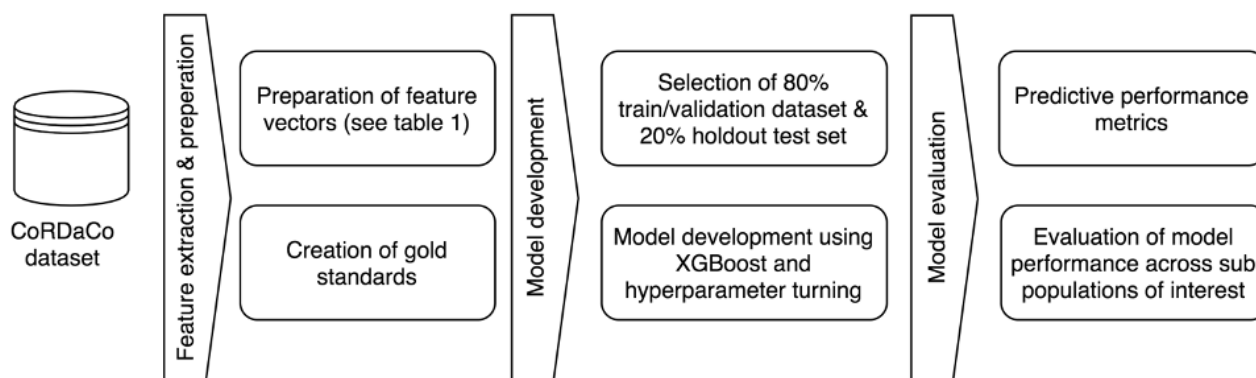 CoRDaCo
dataset
Feature extraction & preperation
Preparation of feature
vectors (see table 1)
Creation of gold
standards
Model development
Selection of 80%
train/validation dataset &
20% holdout test set
Model development using
XGBoost and
hyperparameter turning
Model evaluation
Predictive performance
metrics
Evaluation of model
performance across sub
populations of interest